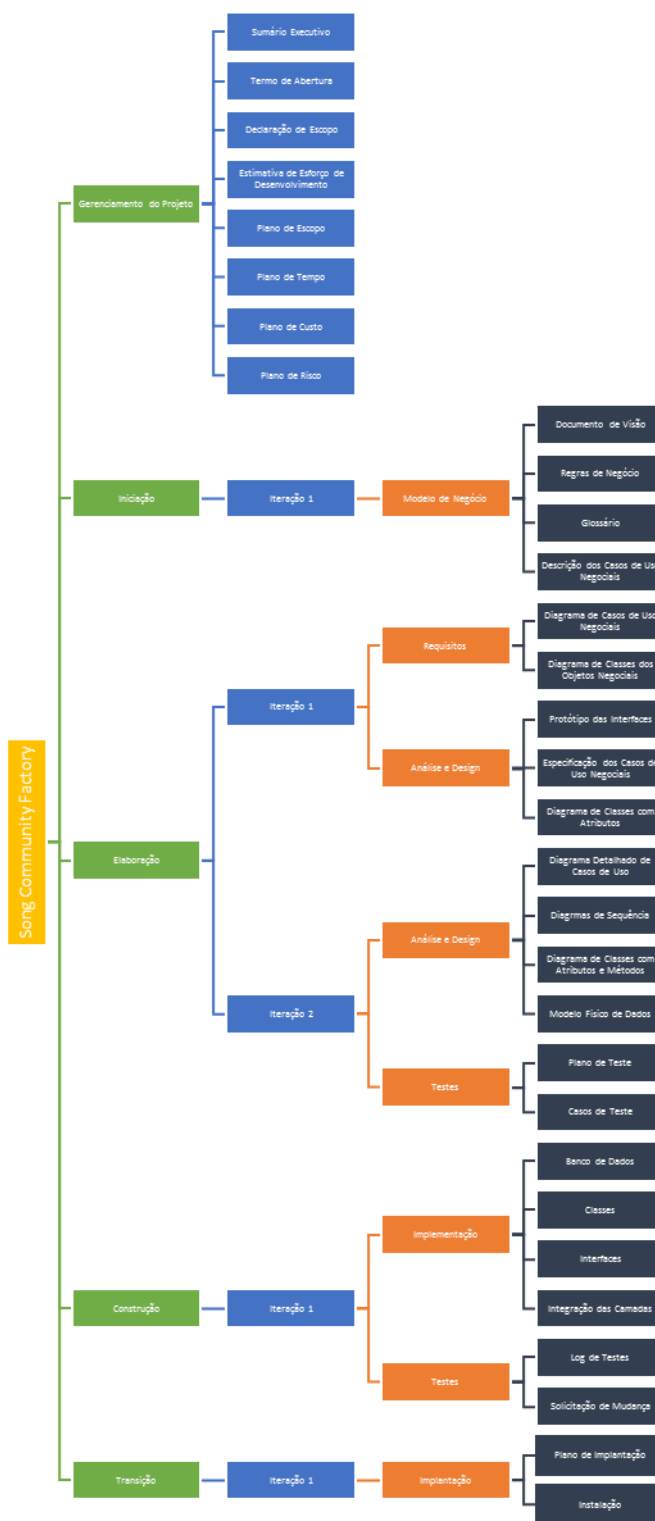 Song Community Factory
Gerenciamento do Projeto
Sumário Executivo
Termo de Abertura
Declaração de Escopo
Estimativa de Esforço de
Desenvolvimento
Plano de Escopo
Plano de Tempo
Plano de Custo
Plano de Risco
Iniciação
Iteração 1
Modelo de Negócio
Documento de Visão
Regras de Negócio
Glossário
Descrição dos Casos de Uso
Negociais
Elaboração
Iteração 1
Requisitos
Diagrama de Casos de Uso
Negociais
Diagrama de Classes dos
Objetos Negociais
Análise e Design
Protótipo das Interfaces
Especificação dos Casos de
Uso Negociais
Diagrama de Classes com
Atributos
Iteração 2
Análise e Design
Diagrama Detalhado de
Casos de Uso
Diagrmas de Sequência
Diagrama de Classes com
Atributos e Métodos
Modelo Físico de Dados
Testes
Plano de Teste
Casos de Teste
Construção
Iteração 1
Implementação
Banco de Dados
Classes
Interfaces
Integração das Camadas
Testes
Log de Testes
Solicitação de Mudança
Transição
Iteração 1
Implantação
Plano de Implantação
Instalação